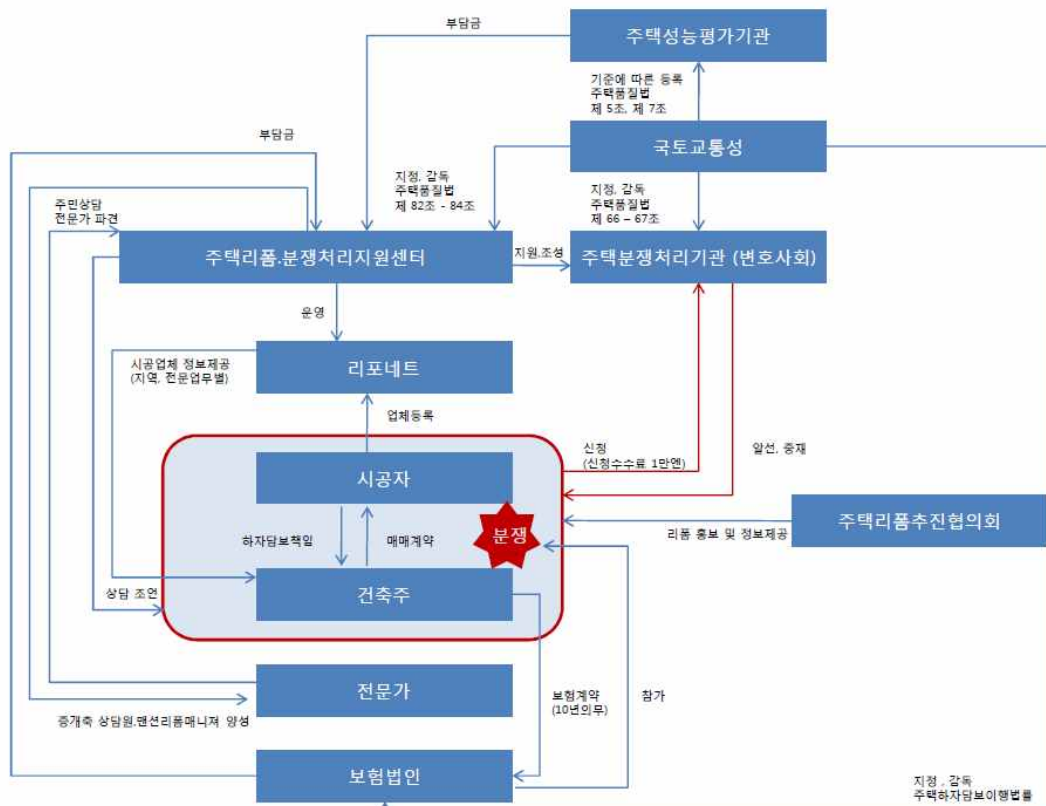 부담금
주택성능평가기관
기준에 따른 등록
주택품질법
제 5조, 제 7조
부담금
국토교통성
지정, 감독
주택품질법
제 82조 - 84조
지정, 감독
주택품질법
제 66 – 67조
주민상담
전문가 파견
주택리폼.분쟁처리지원센터
지원.조성
주택분쟁처리기관 (변호사회)
운영
시공업체 정보제공
(지역, 전문업무별)
리포네트
업체등록
신청
(신청수수료 1만엔)
알선, 중재
시공자
분쟁
주택리폼추진협의회
리폼 홍보 및 정보제공
하자담보책임
매매계약
건축주
상담 조언
전문가
보험계약
(10년의무)
참가
증개축 상담원.맨션리폼매니져 양성
보험법인
지정 , 감독
주택하자담보이행법률